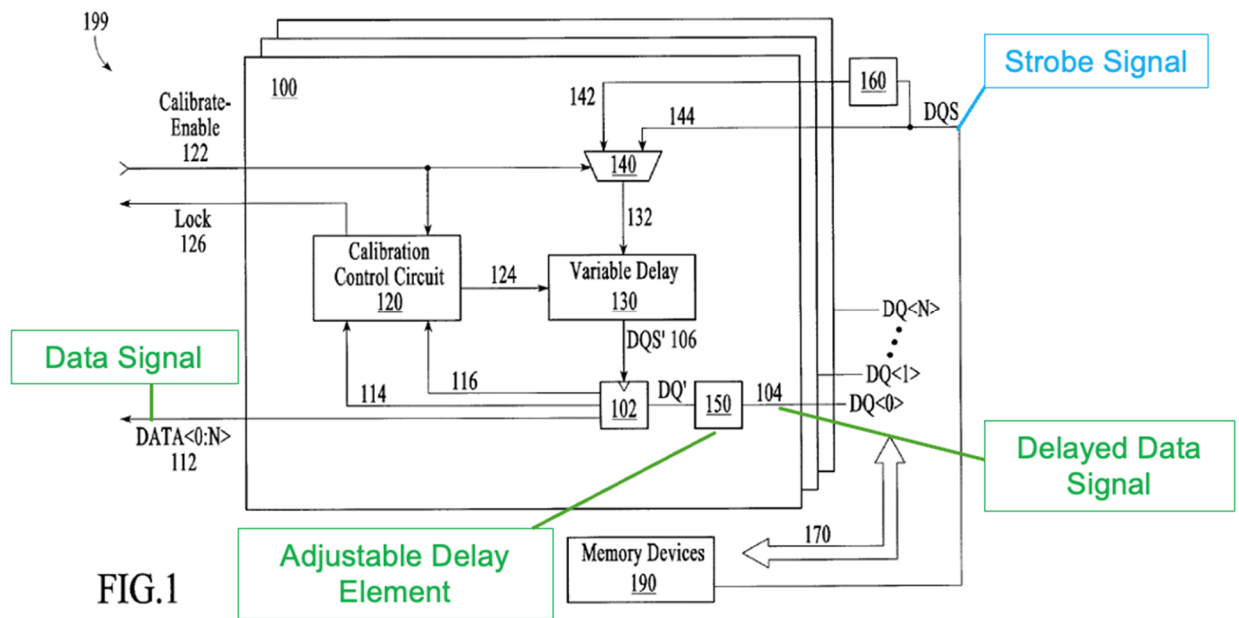 199
100
Calibrate-
Enable
122
Lock
126
142
144
160
DQS
Strobe Signal
140
132
Calibration
Control Circuit
120
124
Variable Delay
130
DQS' 106
DQ<N>
DQ<1>
DQ<0>
Data Signal
114
116
102
DQ'
150
104
DATA<0:N>
112
Delayed Data
Signal
Adjustable Delay
Element
Memory Devices
190
170
FIG.1